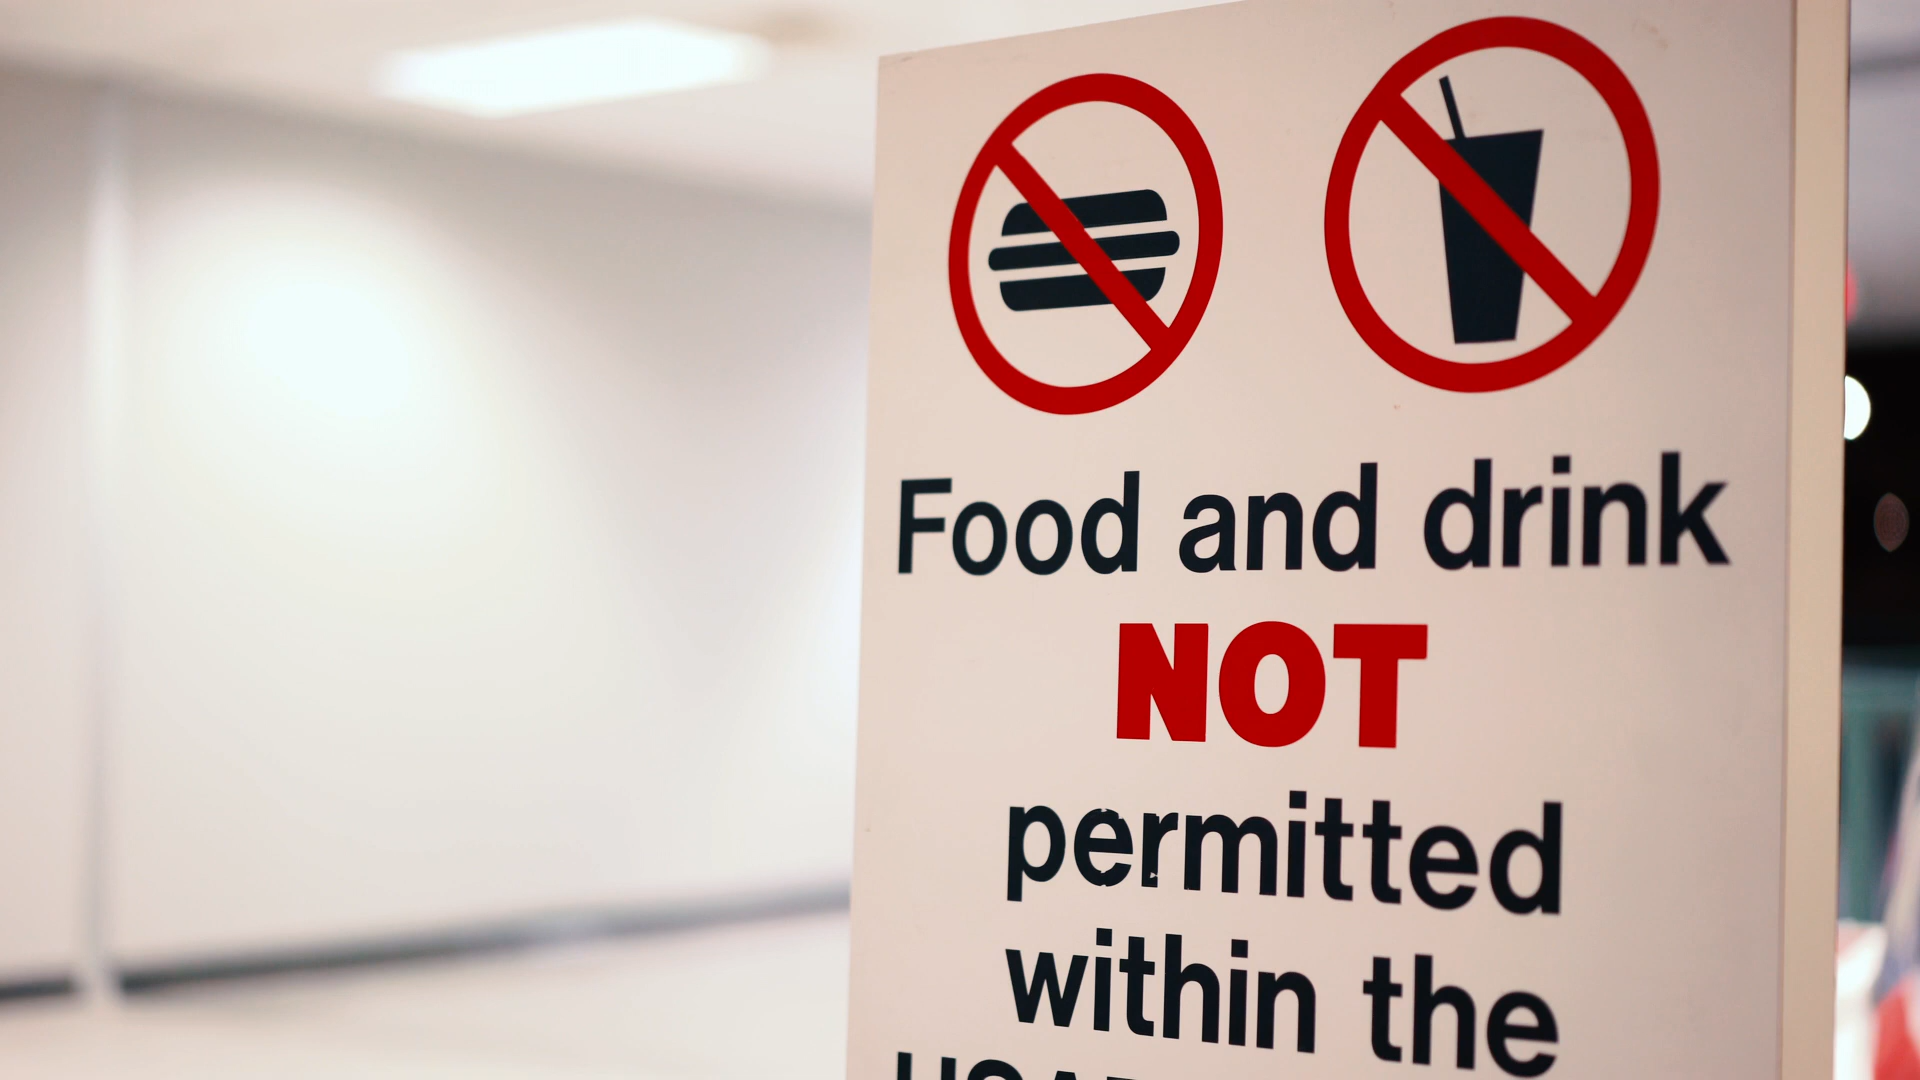 Food and drink
NOT
permitted
within the